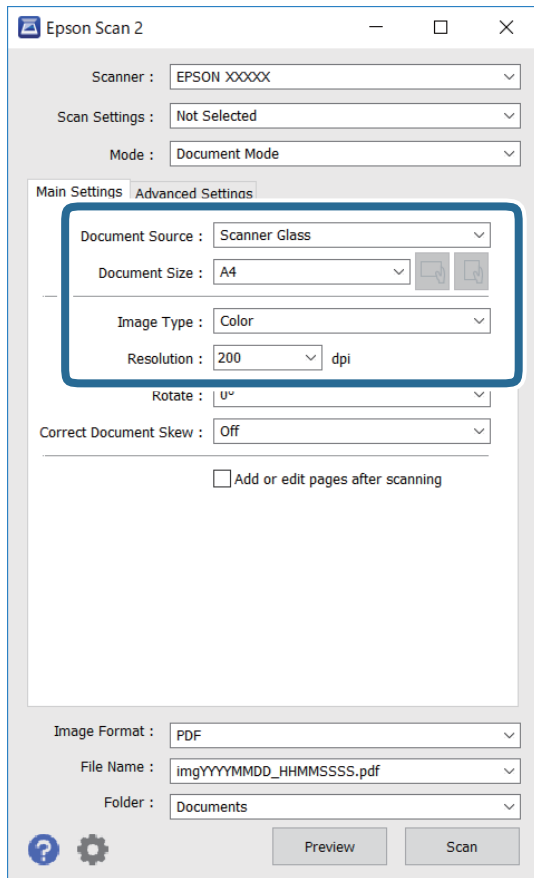 Epson Scan 2
Scanner : EPSON XXXXX
Scan Settings : Not Selected
Mode : Document Mode
Main Settings Advanced Settings
Document Source : Scanner Glass
Document Size : A4
Image Type : Color
Resolution : 200 dpi
Rotate : 0°
Correct Document Skew : Off
Add or edit pages after scanning
Image Format : PDF
File Name : imgYYYYMMDD_HHMMSSSS.pdf
Folder : Documents
? Preview Scan